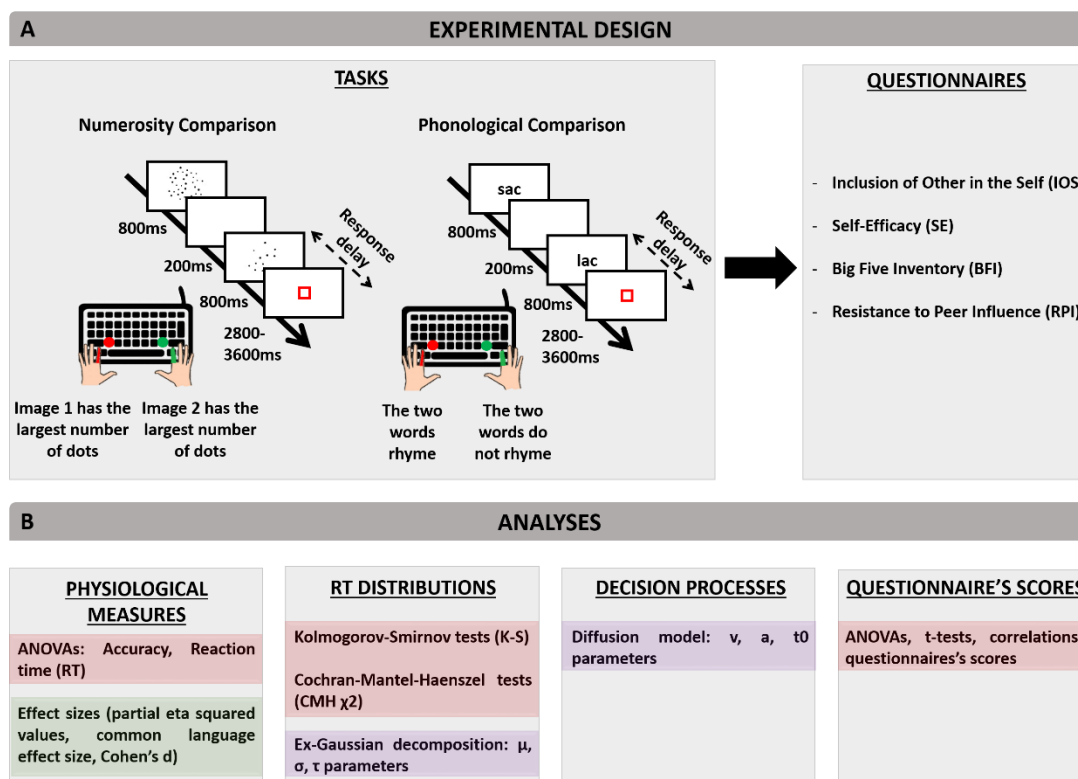 A
EXPERIMENTAL DESIGN
TASKS
Numerosity Comparison
800ms
200ms
800ms
2800-
3600ms
Response
delay
Image 1 has the
largest number
of dots
Image 2 has the
largest number
of dots
Phonological Comparison
sac
lac
800ms
200ms
800ms
2800-
3600ms
Response
delay
The two
words
rhyme
The two
words do
not rhyme
QUESTIONNAIRES
- Inclusion of Other in the Self (IOS
- Self-Efficacy (SE)
- Big Five Inventory (BFI)
- Resistance to Peer Influence (RPI)
B
ANALYSES
PHYSIOLOGICAL
MEASURES
ANOVAs: Accuracy, Reaction
time (RT)
Effect sizes (partial eta squared
values, common language
effect size, Cohen's d)
RT DISTRIBUTIONS
Kolmogorov-Smirnov tests (K-S)
Cochran-Mantel-Haenszel tests
(CMH χ2)
Ex-Gaussian decomposition: μ,
σ, τ parameters
DECISION PROCESSES
Diffusion model: v, a, t0
parameters
QUESTIONNAIRE'S SCORES
ANOVAs, t-tests, correlations
questionnaires's scores